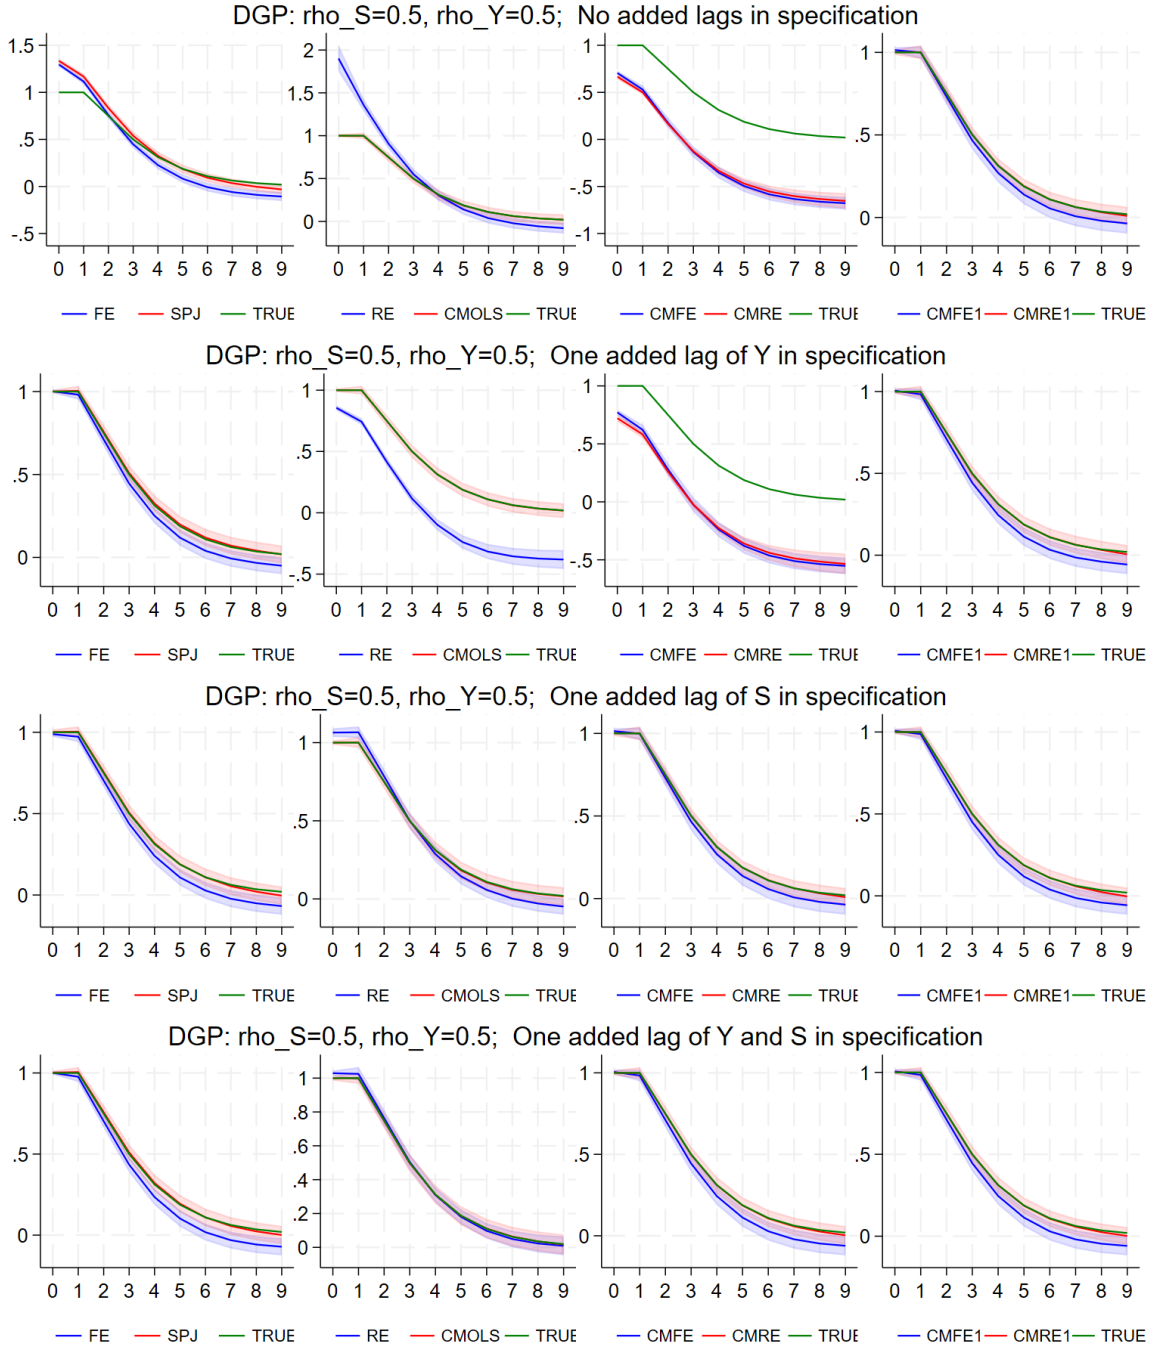 DGP: rho_S=0.5, rho_Y=0.5;  No added lags in specification
1.5
1
.5
0
-.5
0 1 2 3 4 5 6 7 8 9
FE SPJ TRUE
2
1.5
1
.5
0
0 1 2 3 4 5 6 7 8 9
RE CMOLS TRUE
1
.5
0
-.5
-1
0 1 2 3 4 5 6 7 8 9
CMFE CMRE TRUE
1
.5
0
0 1 2 3 4 5 6 7 8 9
CMFE1 CMRE1 TRUE
DGP: rho_S=0.5, rho_Y=0.5;  One added lag of Y in specification
1
.5
0
0 1 2 3 4 5 6 7 8 9
FE SPJ TRUE
1
.5
0
-.5
0 1 2 3 4 5 6 7 8 9
RE CMOLS TRUE
1
.5
0
-.5
0 1 2 3 4 5 6 7 8 9
CMFE CMRE TRUE
1
.5
0
0 1 2 3 4 5 6 7 8 9
CMFE1 CMRE1 TRUE
DGP: rho_S=0.5, rho_Y=0.5;  One added lag of S in specification
1
.5
0
0 1 2 3 4 5 6 7 8 9
FE SPJ TRUE
1
.5
0
0 1 2 3 4 5 6 7 8 9
RE CMOLS TRUE
1
.5
0
0 1 2 3 4 5 6 7 8 9
CMFE CMRE TRUE
1
.5
0
0 1 2 3 4 5 6 7 8 9
CMFE1 CMRE1 TRUE
DGP: rho_S=0.5, rho_Y=0.5;  One added lag of Y and S in specification
1
.5
0
0 1 2 3 4 5 6 7 8 9
FE SPJ TRUE
1
.8
.6
.4
.2
0
0 1 2 3 4 5 6 7 8 9
RE CMOLS TRUE
1
.5
0
0 1 2 3 4 5 6 7 8 9
CMFE CMRE TRUE
1
.5
0
0 1 2 3 4 5 6 7 8 9
CMFE1 CMRE1 TRUE